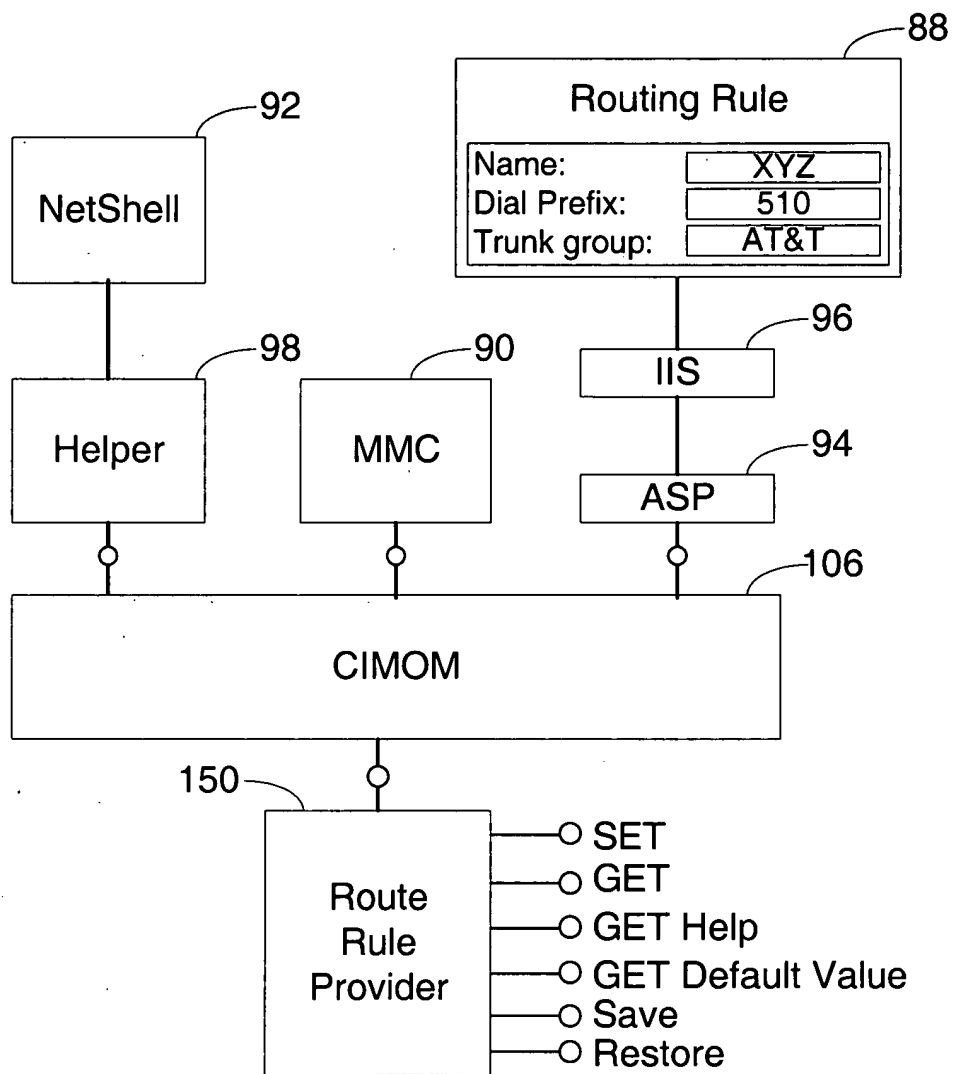 88
Routing Rule
Name: XYZ
Dial Prefix: 510
Trunk group: AT&T
92
NetShell
96
IIS
98
Helper
90
MMC
94
ASP
106
CIMOM
150
Route
Rule
Provider
SET
GET
GET Help
GET Default Value
Save
Restore